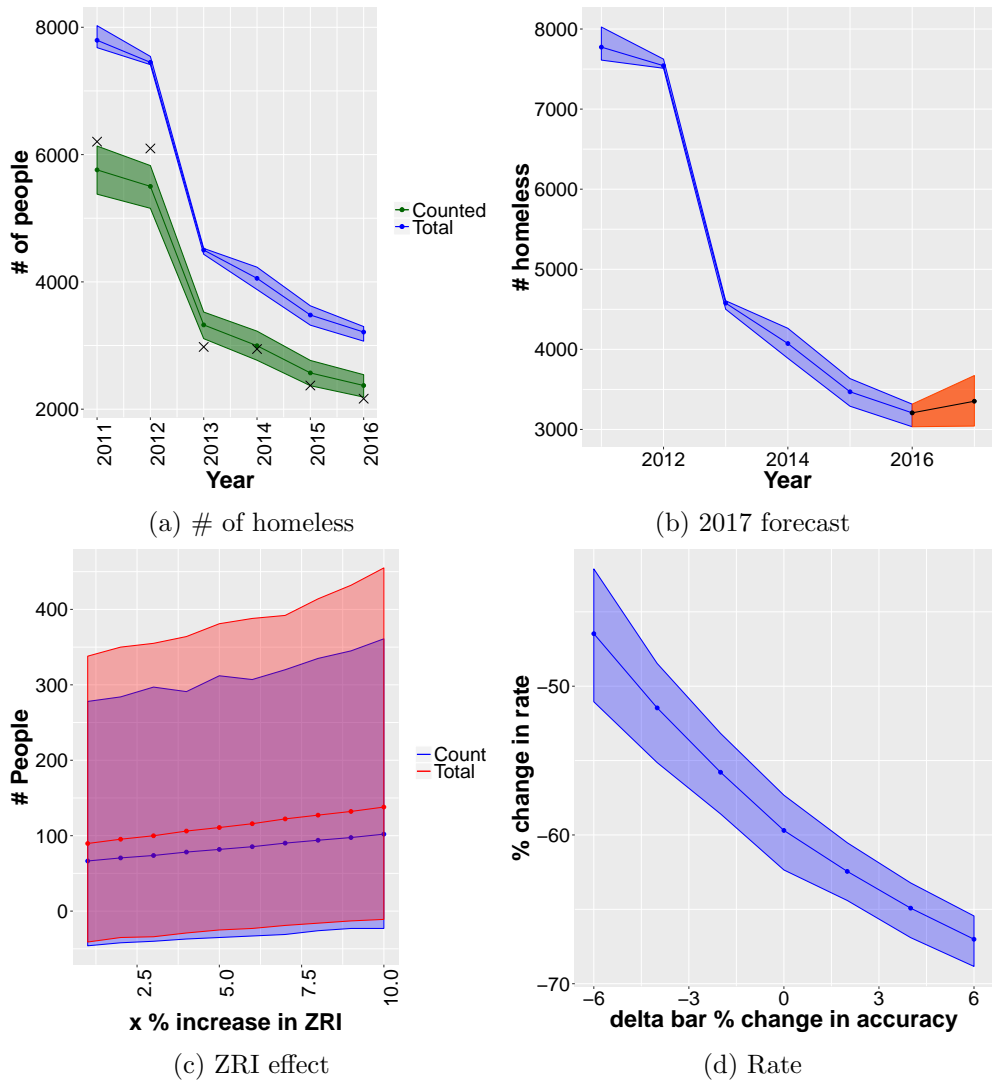 8000
6000
4000
2000
# of people
2011
2012
2013
2014
2015
2016
Year
Counted
Total
(a) # of homeless
8000
7000
6000
5000
4000
3000
# homeless
2012
2014
2016
Year
(b) 2017 forecast
400
300
200
100
0
# People
2.5
5.0
7.5
10.0
x % increase in ZRI
Count
Total
(c) ZRI effect
−50
−60
−70
% change in rate
−6
−3
0
3
6
delta bar % change in accuracy
(d) Rate